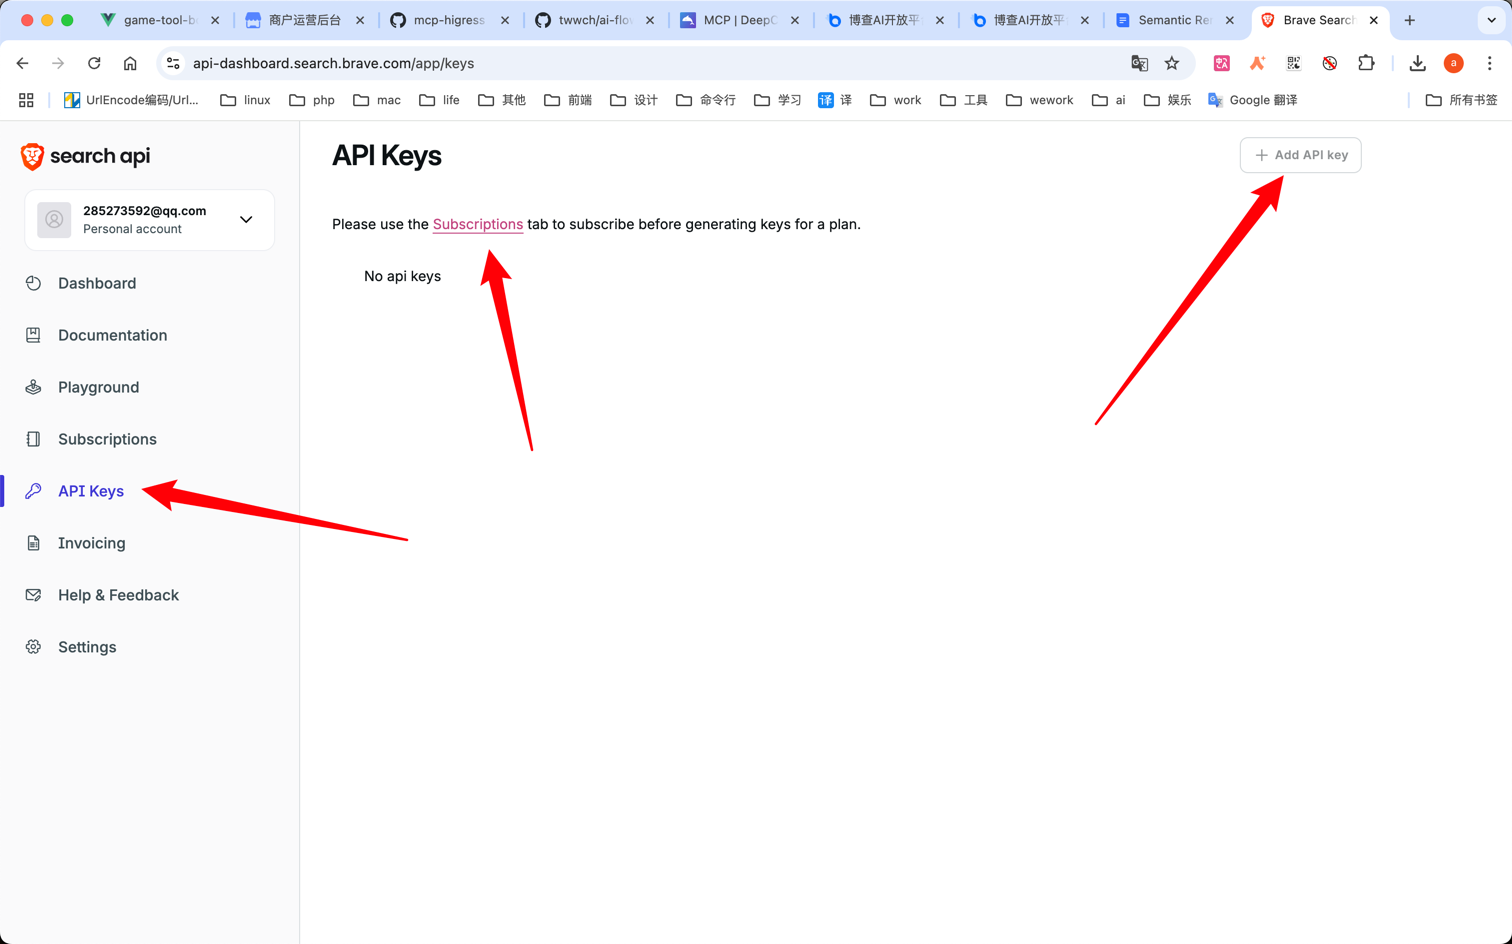 game-tool-b
商户运营后台
mcp-higress
twwch/ai-flow
MCP | DeepC
博查AI开放平
博查AI开放平
Semantic Re
Brave Search
api-dashboard.search.brave.com/app/keys
a
UrlEncode编码/Url...
linux
php
mac
life
其他
前端
设计
命令行
学习
译 译
work
工具
wework
ai
娱乐
Google 翻译
所有书签
search api
285273592@qq.com
Personal account
Dashboard
Documentation
Playground
Subscriptions
API Keys
Invoicing
Help & Feedback
Settings
API Keys
Add API key
Please use the Subscriptions tab to subscribe before generating keys for a plan.
No api keys